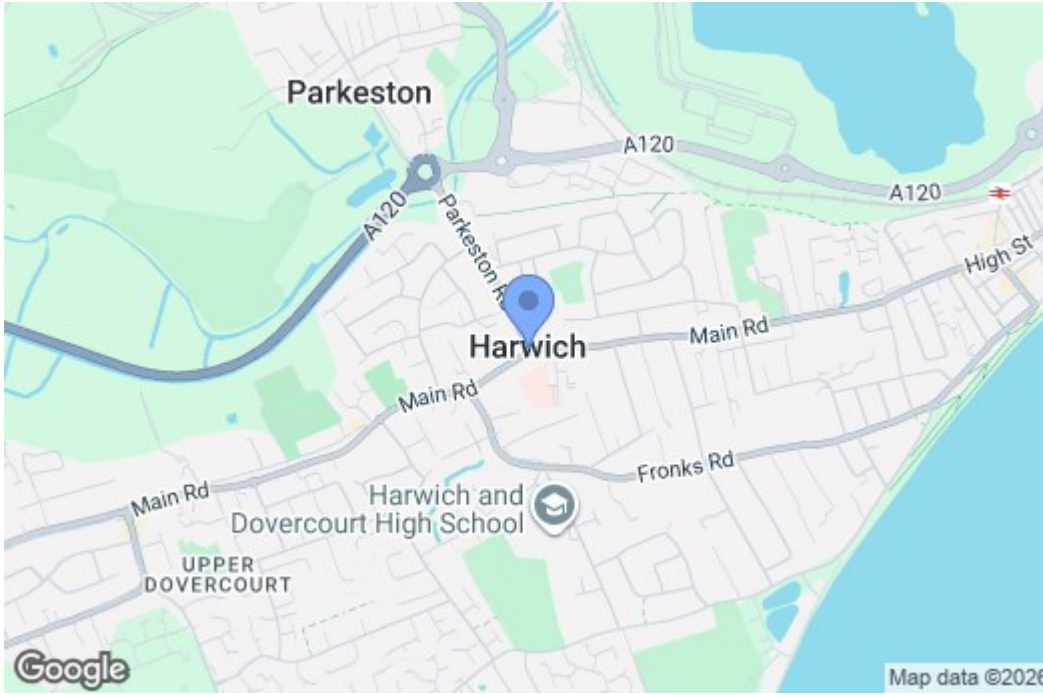 Parkeston
A120
A120
A120
Parkeston R
High St
Main Rd
Harwich
Main Rd
Fronks Rd
Main Rd
Harwich and
Dovercourt High School
UPPER
DOVERCOURT
Google
Map data ©2026